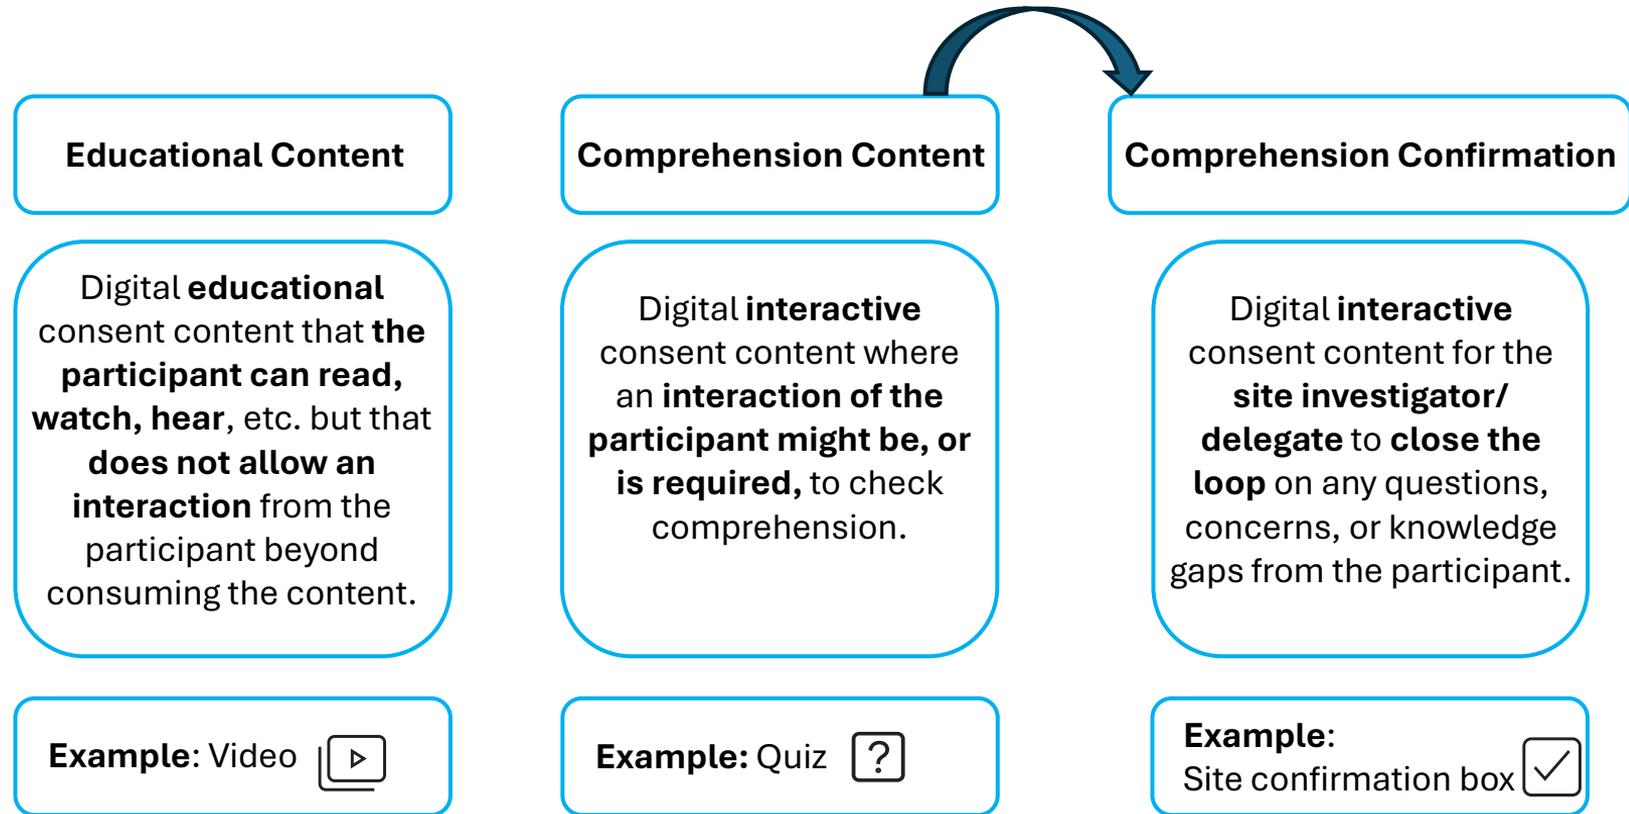 Educational Content
Comprehension Content
Comprehension Confirmation
Digital educational
consent content that the
participant can read,
watch, hear, etc. but that
does not allow an
interaction from the
participant beyond
consuming the content.
Digital interactive
consent content where
an interaction of the
participant might be, or
is required, to check
comprehension.
Digital interactive
consent content for the
site investigator/
delegate to close the
loop on any questions,
concerns, or knowledge
gaps from the participant.
Example: Video
Example: Quiz
?
Example:
Site confirmation box